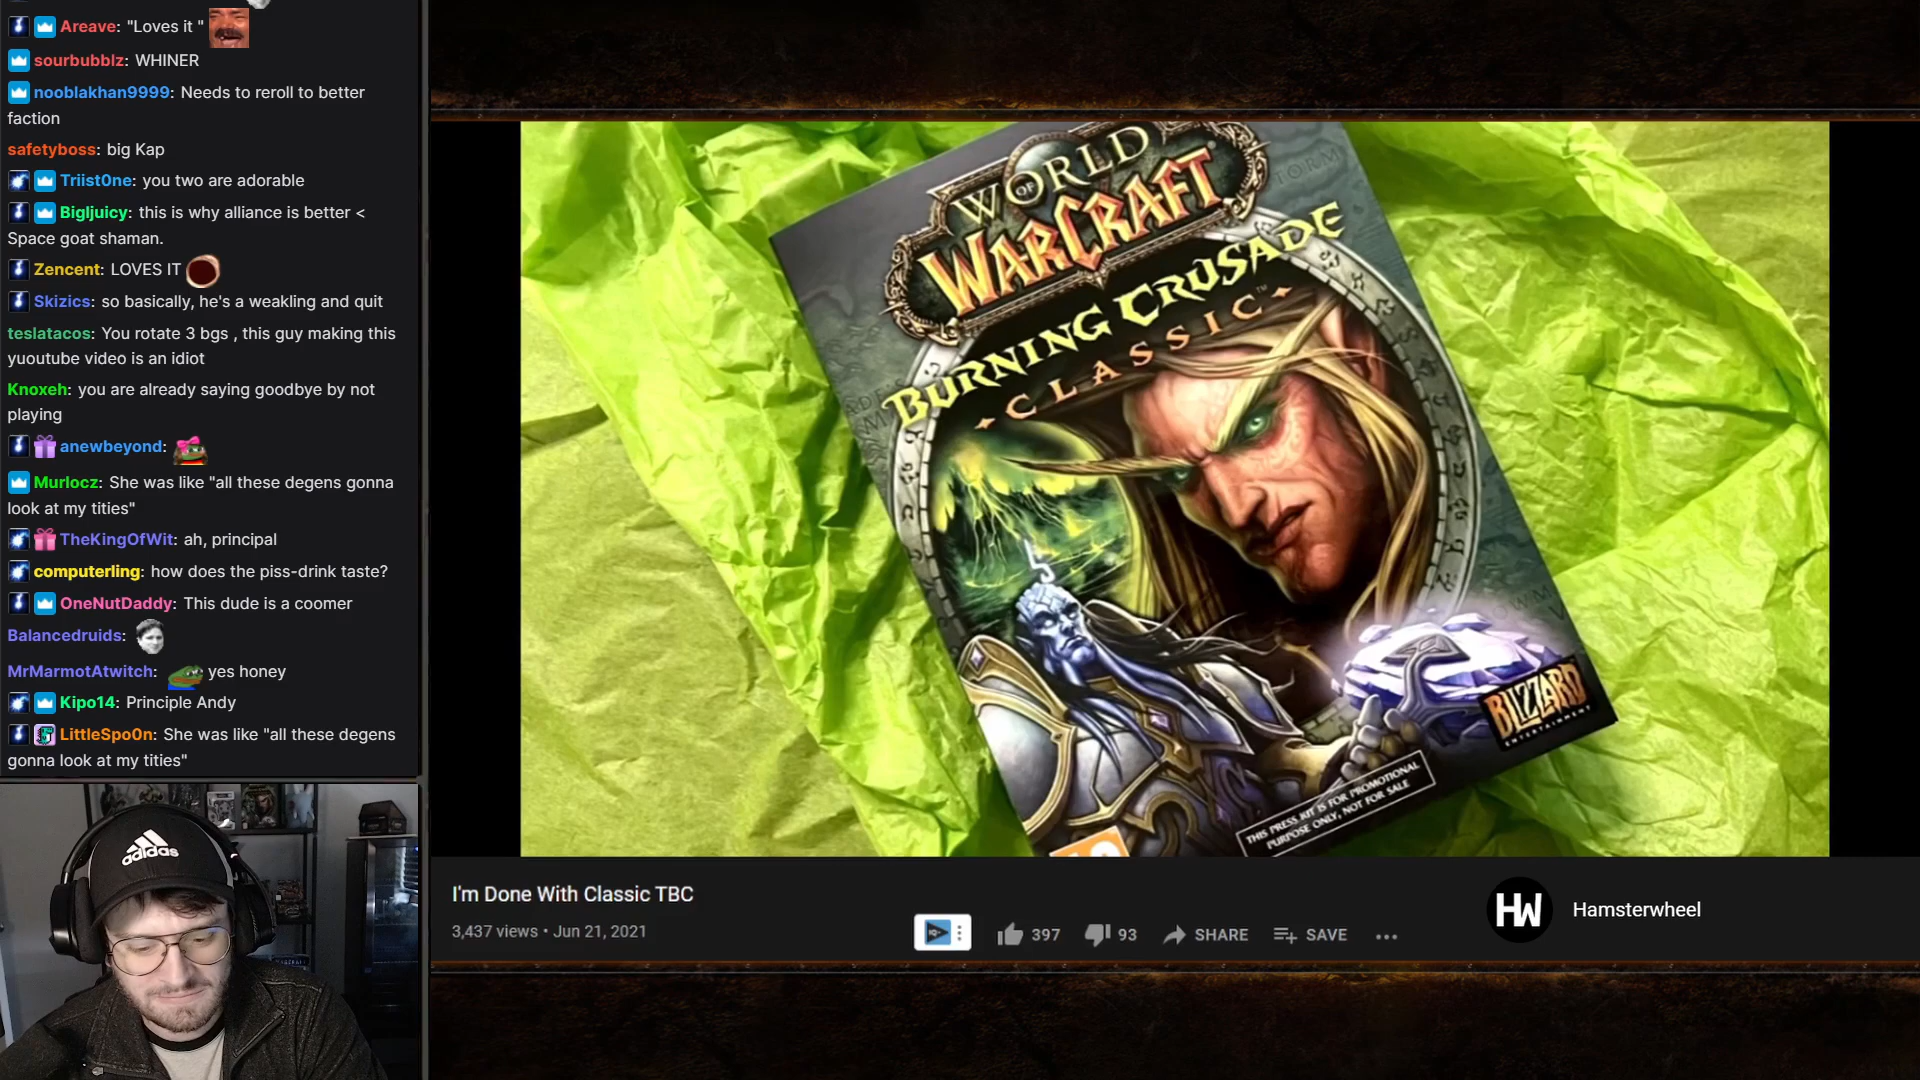 Areave: "Loves it "
sourbubblz: WHINER
nooblakhan9999: Needs to reroll to better
faction
safetyboss: big Kap
Triist0ne: you two are adorable
BigIjuicy: this is why alliance is better <
Space goat shaman.
Zencent: LOVES IT
Skizics: so basically, he's a weakling and quit
teslatacos: You rotate 3 bgs , this guy making this
yuoutube video is an idiot
Knoxeh: you are already saying goodbye by not
playing
anewbeyond:
Murlocz: She was like "all these degens gonna
look at my tities"
TheKingOfWit: ah, principal
computerling: how does the piss-drink taste?
OneNutDaddy: This dude is a coomer
Balancedruids:
MrMarmotAtwitch: yes honey
Kipo14: Principle Andy
LittleSpo0n: She was like "all these degens
gonna look at my tities"
adidas
WORLD
OF
WARCRAFT
BURNING CRUSADE
CLASSIC™
BLIZZARD
ENTERTAINMENT
THIS PRESS KIT IS FOR PROMOTIONAL
PURPOSE ONLY, NOT FOR SALE
I'm Done With Classic TBC
3,437 views • Jun 21, 2021
397
93
SHARE
SAVE
HW
Hamsterwheel